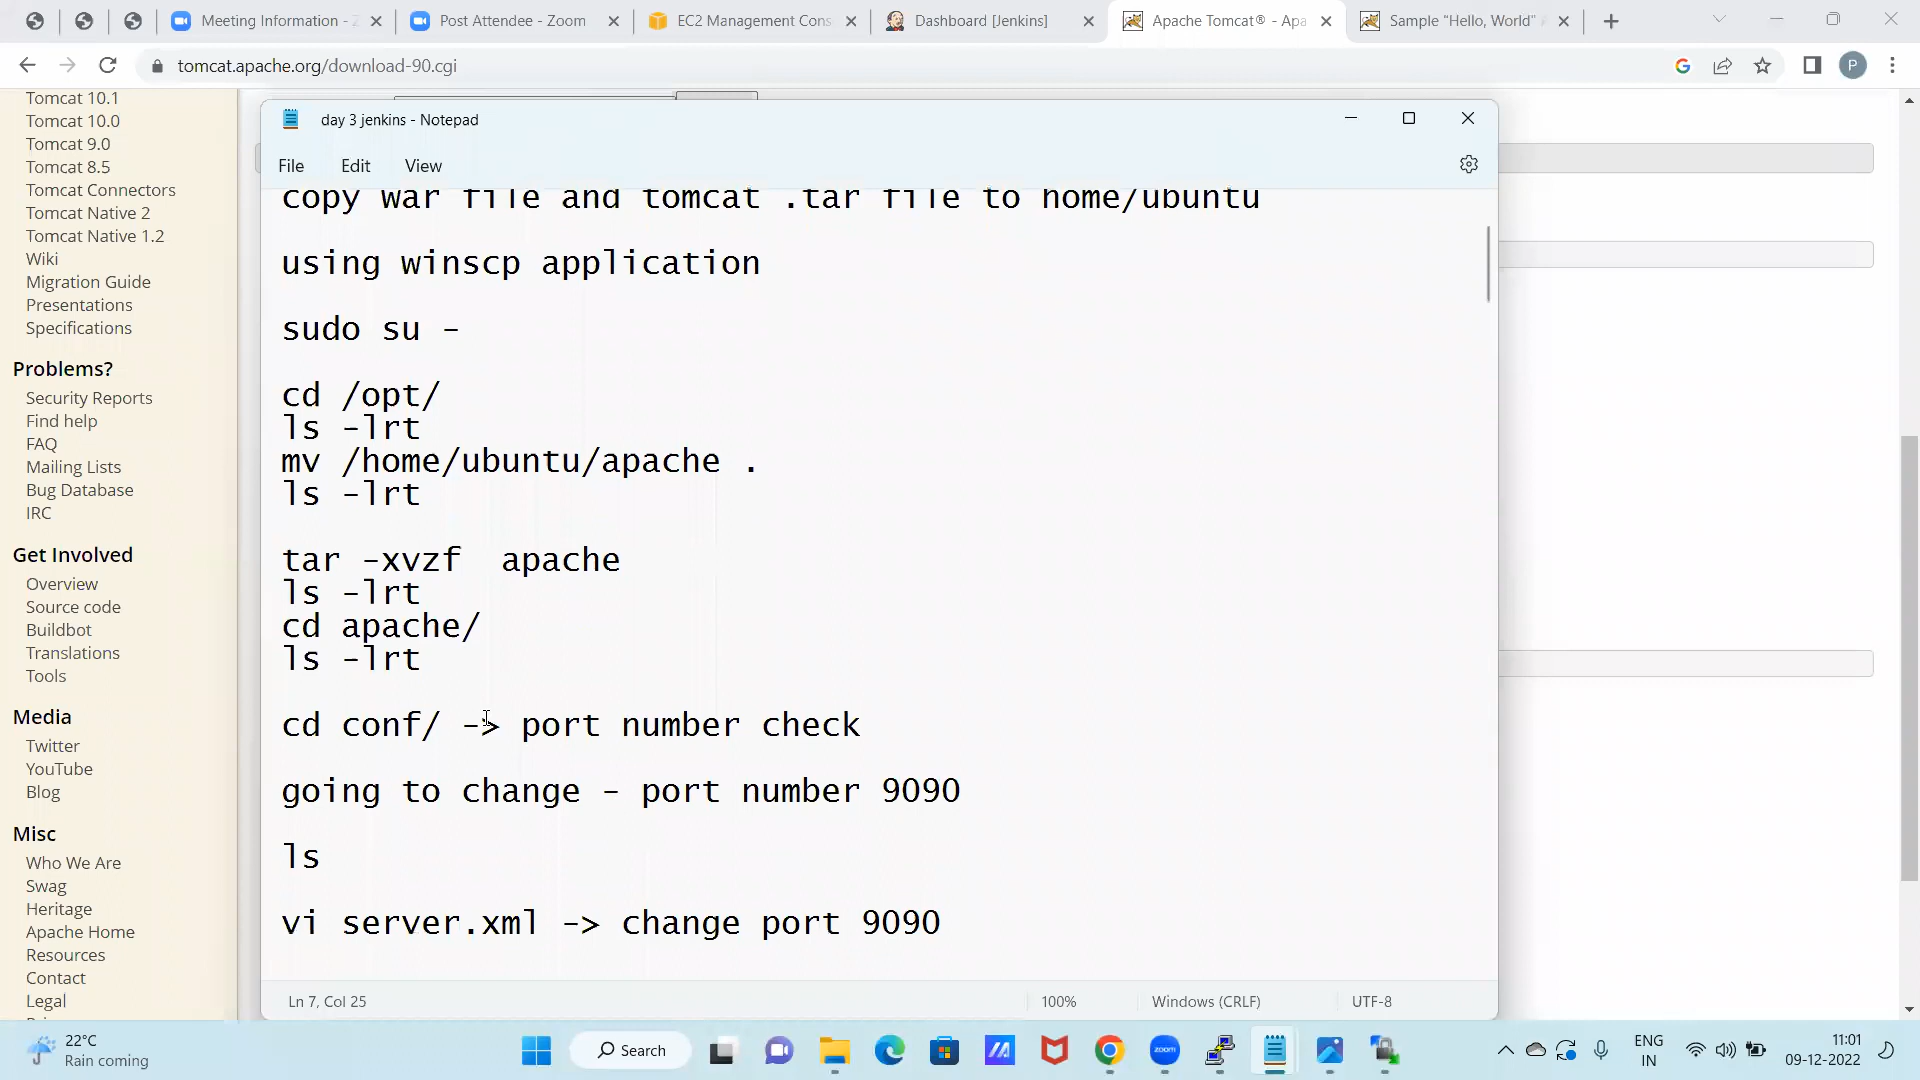 Meeting Information - Z
Post Attendee - Zoom
EC2 Management Cons
Dashboard [Jenkins]
Apache Tomcat® - Apa
Sample "Hello, World" A
tomcat.apache.org/download-90.cgi
P
Tomcat 10.1
Tomcat 10.0
Tomcat 9.0
Tomcat 8.5
Tomcat Connectors
Tomcat Native 2
Tomcat Native 1.2
Wiki
Migration Guide
Presentations
Specifications
Problems?
Security Reports
Find help
FAQ
Mailing Lists
Bug Database
IRC
Get Involved
Overview
Source code
Buildbot
Translations
Tools
Media
Twitter
YouTube
Blog
Misc
Who We Are
Swag
Heritage
Apache Home
Resources
Contact
Legal
day 3 jenkins - Notepad
File Edit View
copy war file and tomcat .tar file to home/ubuntu
using winscp application
sudo su -
cd /opt/
ls -lrt
mv /home/ubuntu/apache .
ls -lrt
tar -xvzf  apache
ls -lrt
cd apache/
ls -lrt
cd conf/ -> port number check
going to change - port number 9090
ls
vi server.xml -> change port 9090
Ln 7, Col 25
100%
Windows (CRLF)
UTF-8
22°C
Rain coming
Search
zoom
ENG
IN
11:01
09-12-2022